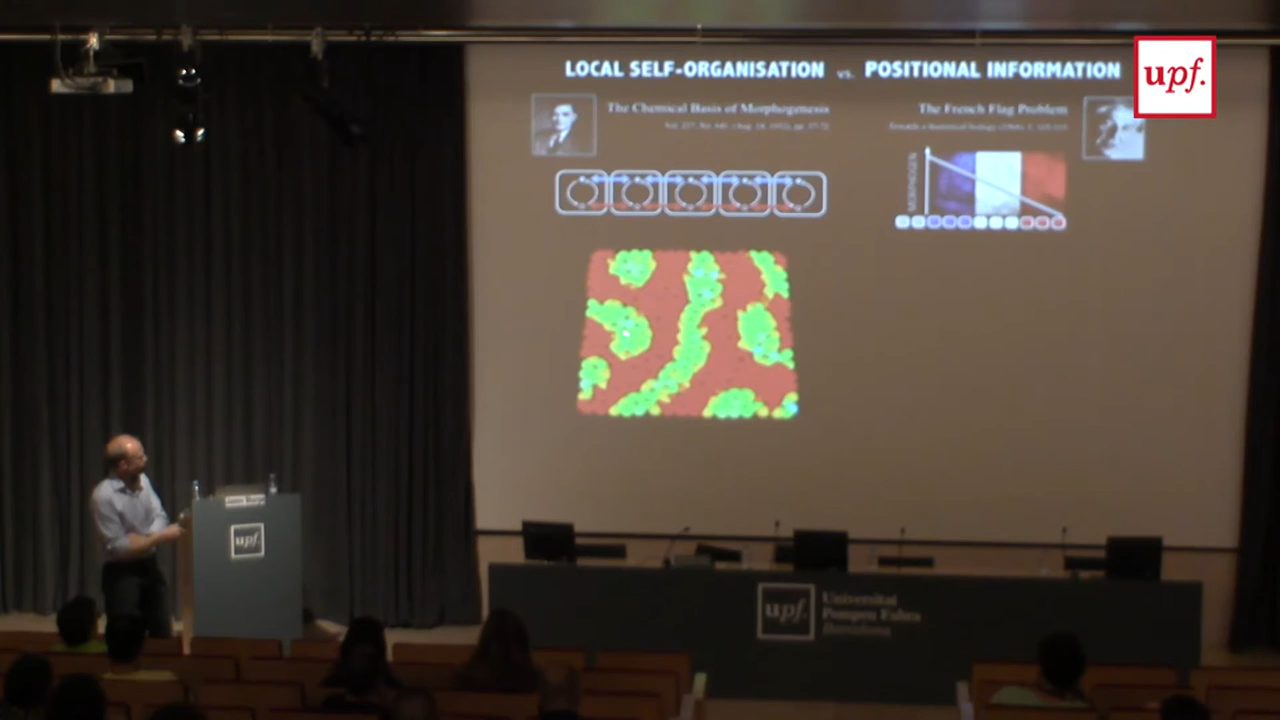 LOCAL SELF-ORGANISATION vs. POSITIONAL INFORMATION
upf.
The Chemical Basis of Morphogenesis
The French Flag Problem
MORPHOGEN
upf.
upf.
Universitat
Pompeu Fabra
Barcelona